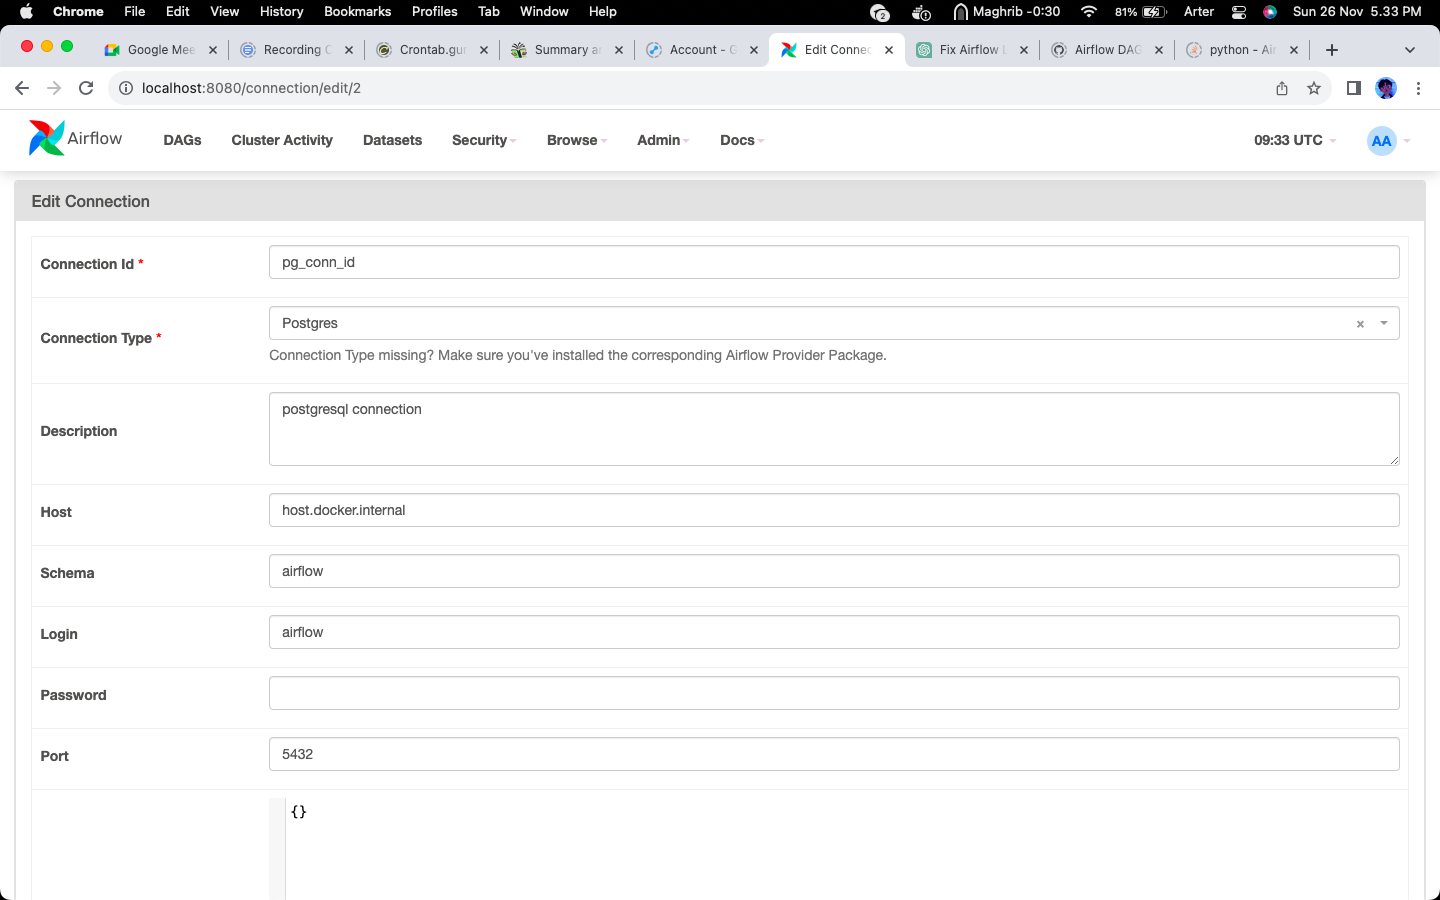 Chrome File Edit View History Bookmarks Profiles Tab Window Help 2 Maghrib -0:30 81% Arter Sun 26 Nov 5.33 PM
Google Mee Recording C Crontab.gur Summary an Account - G Edit Connec Fix Airflow L Airflow DAG python - Air
localhost:8080/connection/edit/2
Airflow DAGs Cluster Activity Datasets Security Browse Admin Docs 09:33 UTC AA
Edit Connection
Connection Id * pg_conn_id
Connection Type * Postgres
Connection Type missing? Make sure you've installed the corresponding Airflow Provider Package.
Description postgresql connection
Host host.docker.internal
Schema airflow
Login airflow
Password
Port 5432
{}